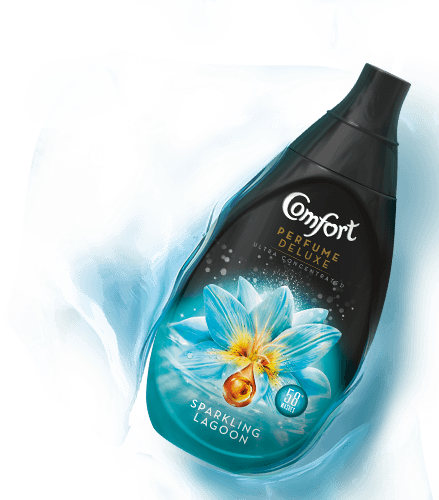 Comfort
PERFUME
DELUXE
ULTRA CONCENTRATED
58*
WASHES
SPARKLING
LAGOON